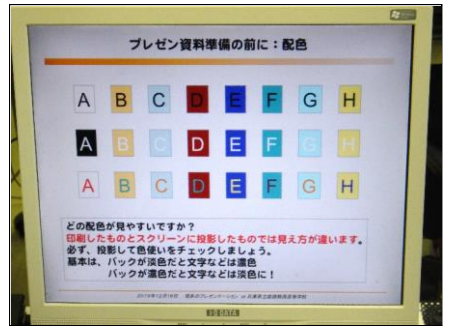 プレゼン資料準備の前に：配色
A B C D E F G H
A B C D E F G H
A B C D E F G H
どの配色が見やすいですか？
印刷したものとスクリーンに投影したものでは見え方が違います。
必ず、投影して色使いをチェックしましょう。
基本は、バックが淡色だと文字などは濃色
バックが濃色だと文字などは淡色に！
I-O DATA